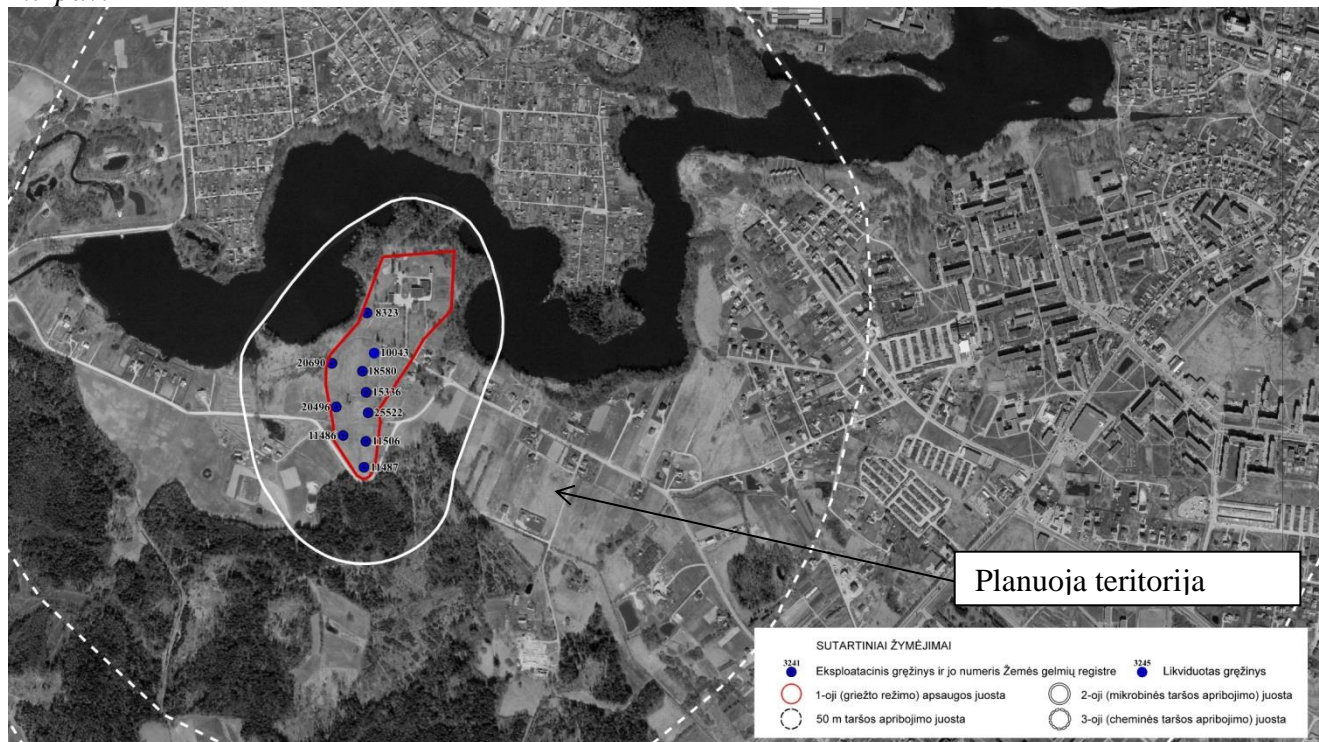 8323
10043
20690
18580
15336
20496
25522
11486
11506
11487
Planuoja teritorija
SUTARTINIAI ŽYMĖJIMAI
3241
Eksploatacinis gręžinys ir jo numeris Žemės gelmių registre
3245
Likviduotas gręžinys
1-oji (griežto režimo) apsaugos juosta
2-oji (mikrobinės taršos apribojimo) juosta
50 m taršos apribojimo juosta
3-oji (cheminės taršos apribojimo) juosta